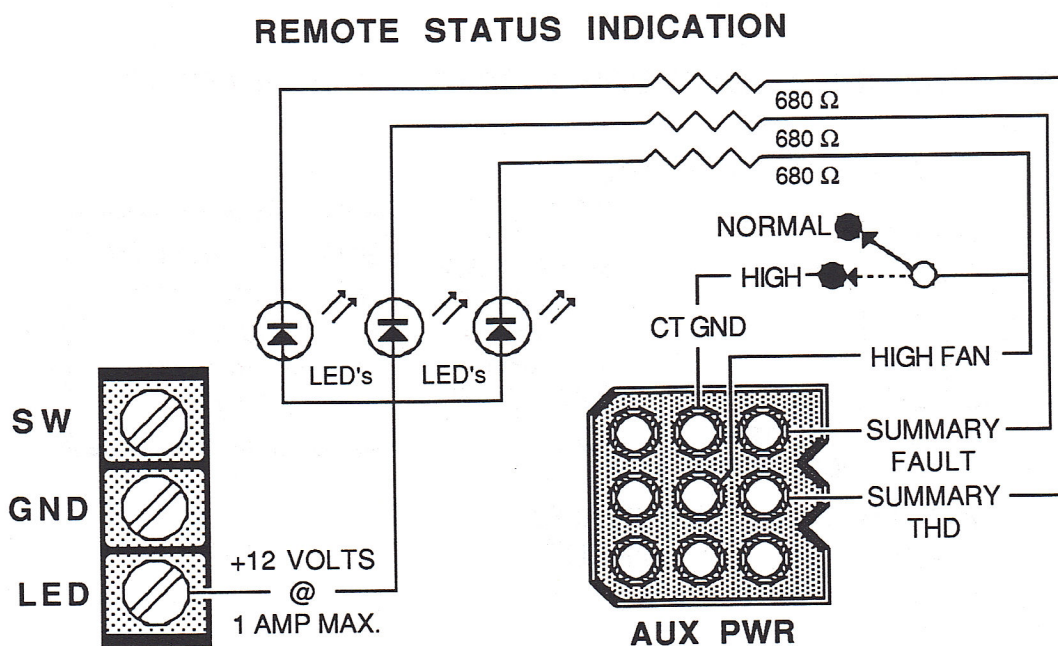 REMOTE STATUS INDICATION
680 Ω
680 Ω
680 Ω
NORMAL
HIGH
CT GND
LED's
LED's
HIGH FAN
SW
SUMMARY
FAULT
GND
SUMMARY
THD
+12 VOLTS
LED
@
1 AMP MAX.
AUX PWR